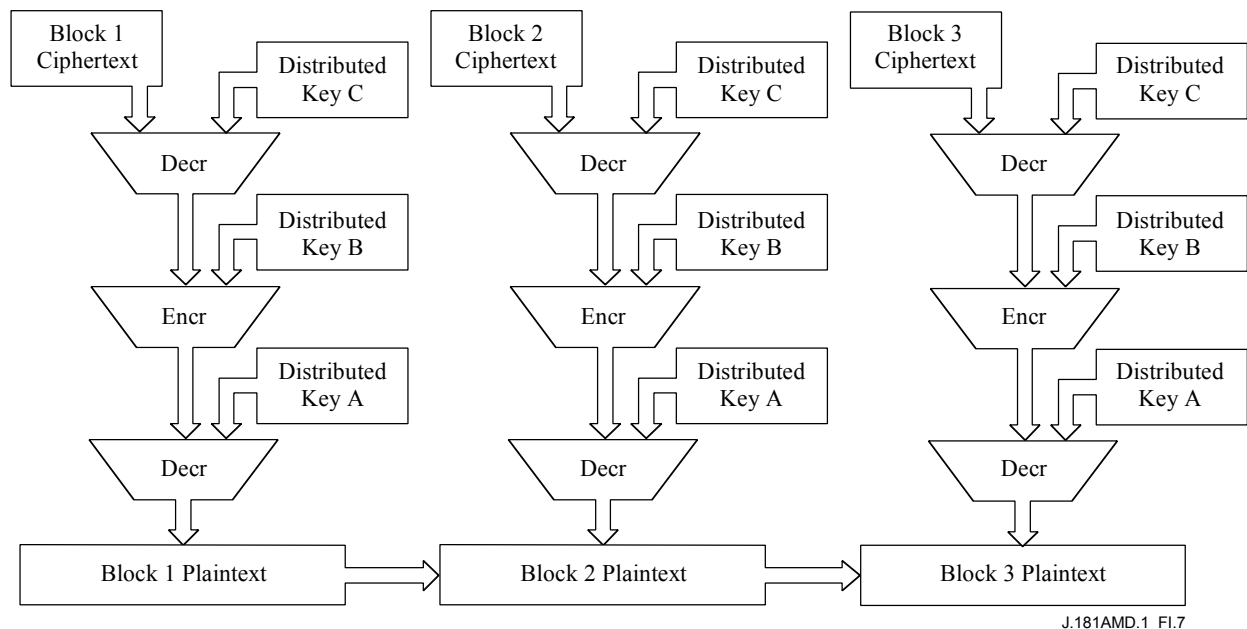 Block 1
Ciphertext
Distributed
Key C
Block 2
Ciphertext
Distributed
Key C
Block 3
Ciphertext
Distributed
Key C
Decr
Decr
Decr
Distributed
Key B
Distributed
Key B
Distributed
Key B
Encr
Encr
Encr
Distributed
Key A
Distributed
Key A
Distributed
Key A
Decr
Decr
Decr
Block 1 Plaintext
Block 2 Plaintext
Block 3 Plaintext
J.181AMD.1_FI.7